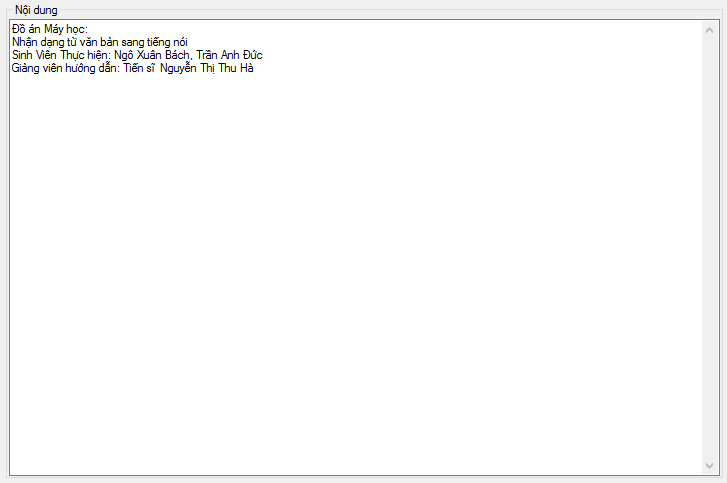 Nội dung
Đồ án Máy học:
Nhận dạng từ văn bản sang tiếng nói
Sinh Viên Thực hiện: Ngô Xuân Bách, Trần Anh Đức
Giảng viên hướng dẫn: Tiến sĩ  Nguyễn Thị Thu Hà